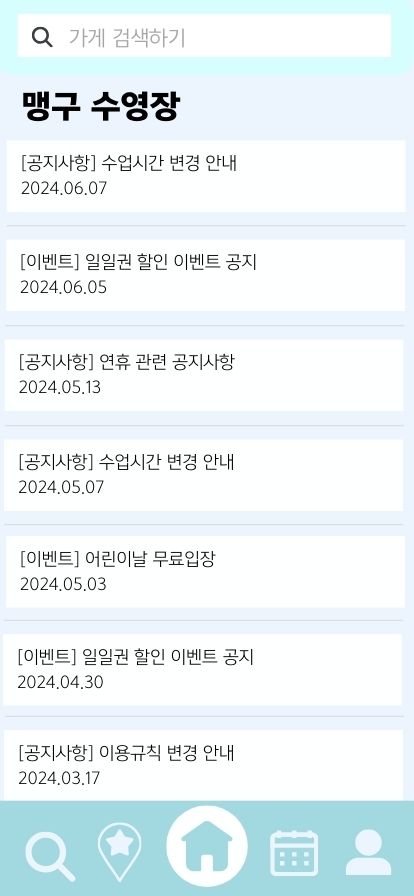 가게 검색하기
맹구 수영장
[공지사항] 수업시간 변경 안내
2024.06.07
[이벤트] 일일권 할인 이벤트 공지
2024.06.05
[공지사항] 연휴 관련 공지사항
2024.05.13
[공지사항] 수업시간 변경 안내
2024.05.07
[이벤트] 어린이날 무료입장
2024.05.03
[이벤트] 일일권 할인 이벤트 공지
2024.04.30
[공지사항] 이용규칙 변경 안내
2024.03.17